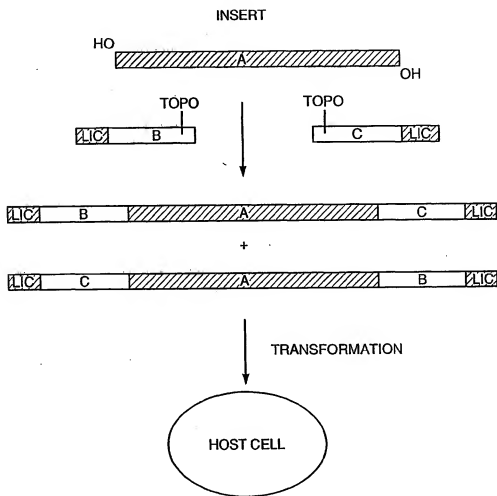 INSERT
HO
A
OH
TOPO TOPO
LIC B C LIC
LIC B A C LIC
+
LIC C A B LIC
TRANSFORMATION
HOST CELL